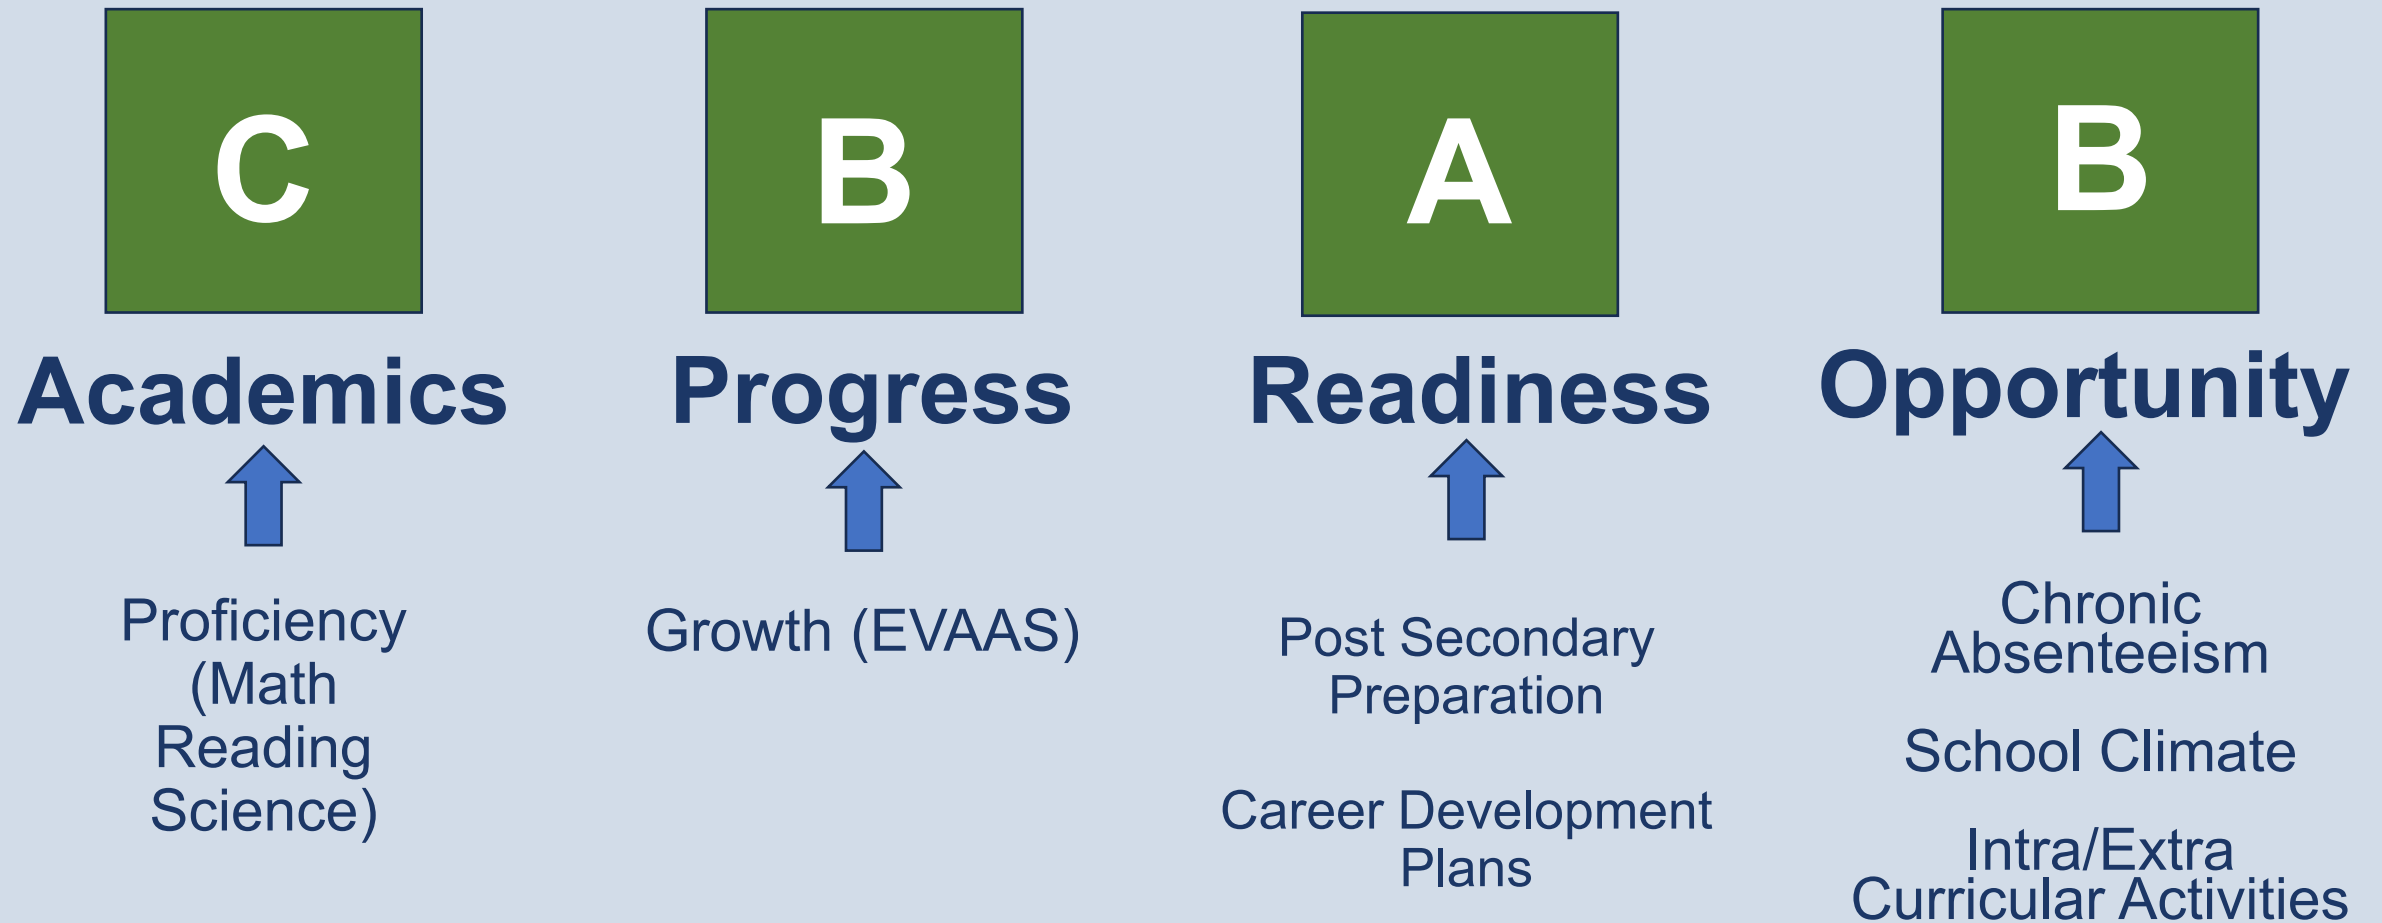 C
Academics
Proficiency
(Math
Reading
Science)
B
Progress
Growth (EVAAS)
A
Readiness
Post Secondary
Preparation
Career Development
Plans
B
Opportunity
Chronic
Absenteeism
School Climate
Intra/Extra
Curricular Activities